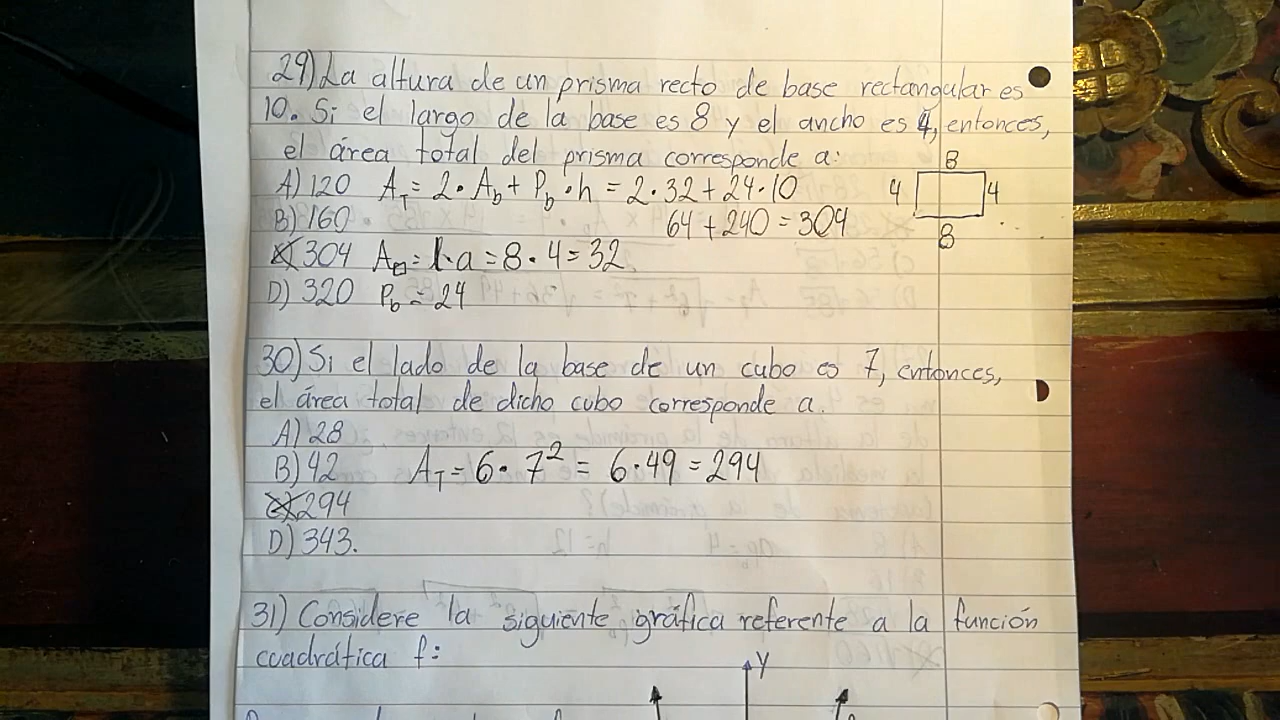 29) La altura de un prisma recto de base rectangular es
10. Si el largo de la base es 8 y el ancho es 4, entonces,
el área total del prisma corresponde a:
8
A) 120 A_T = 2·A_b + P_b·h = 2·32 + 24·10 4 4
B) 160 64 + 240 = 304
8
C) 304 A▭ = l·a = 8·4 = 32
D) 320 P_b = 24
30) Si el lado de la base de un cubo es 7, entonces,
el área total de dicho cubo corresponde a.
A) 28
B) 42 A_T = 6·7² = 6·49 = 294
C) 294
D) 343.
31) Considere la siguiente gráfica referente a la función
cuadrática f:
Y